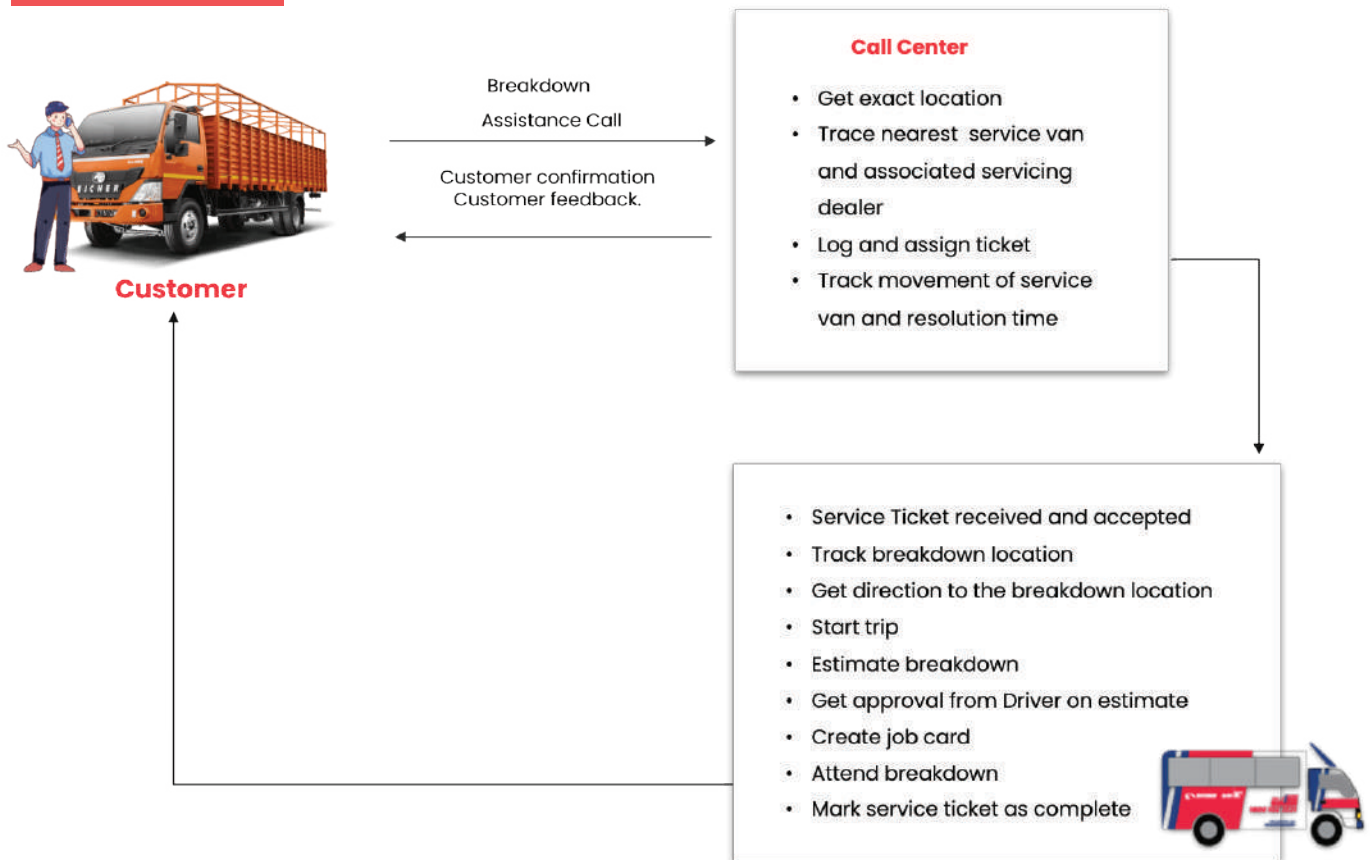 Call Center
Breakdown
Assistance Call
Customer confirmation
Customer feedback.
• Get exact location
• Trace nearest service van
and associated servicing
dealer
• Log and assign ticket
• Track movement of service
van and resolution time
EICHER
Customer
• Service Ticket received and accepted
• Track breakdown location
• Get direction to the breakdown location
• Start trip
• Estimate breakdown
• Get approval from Driver on estimate
• Create job card
• Attend breakdown
• Mark service ticket as complete